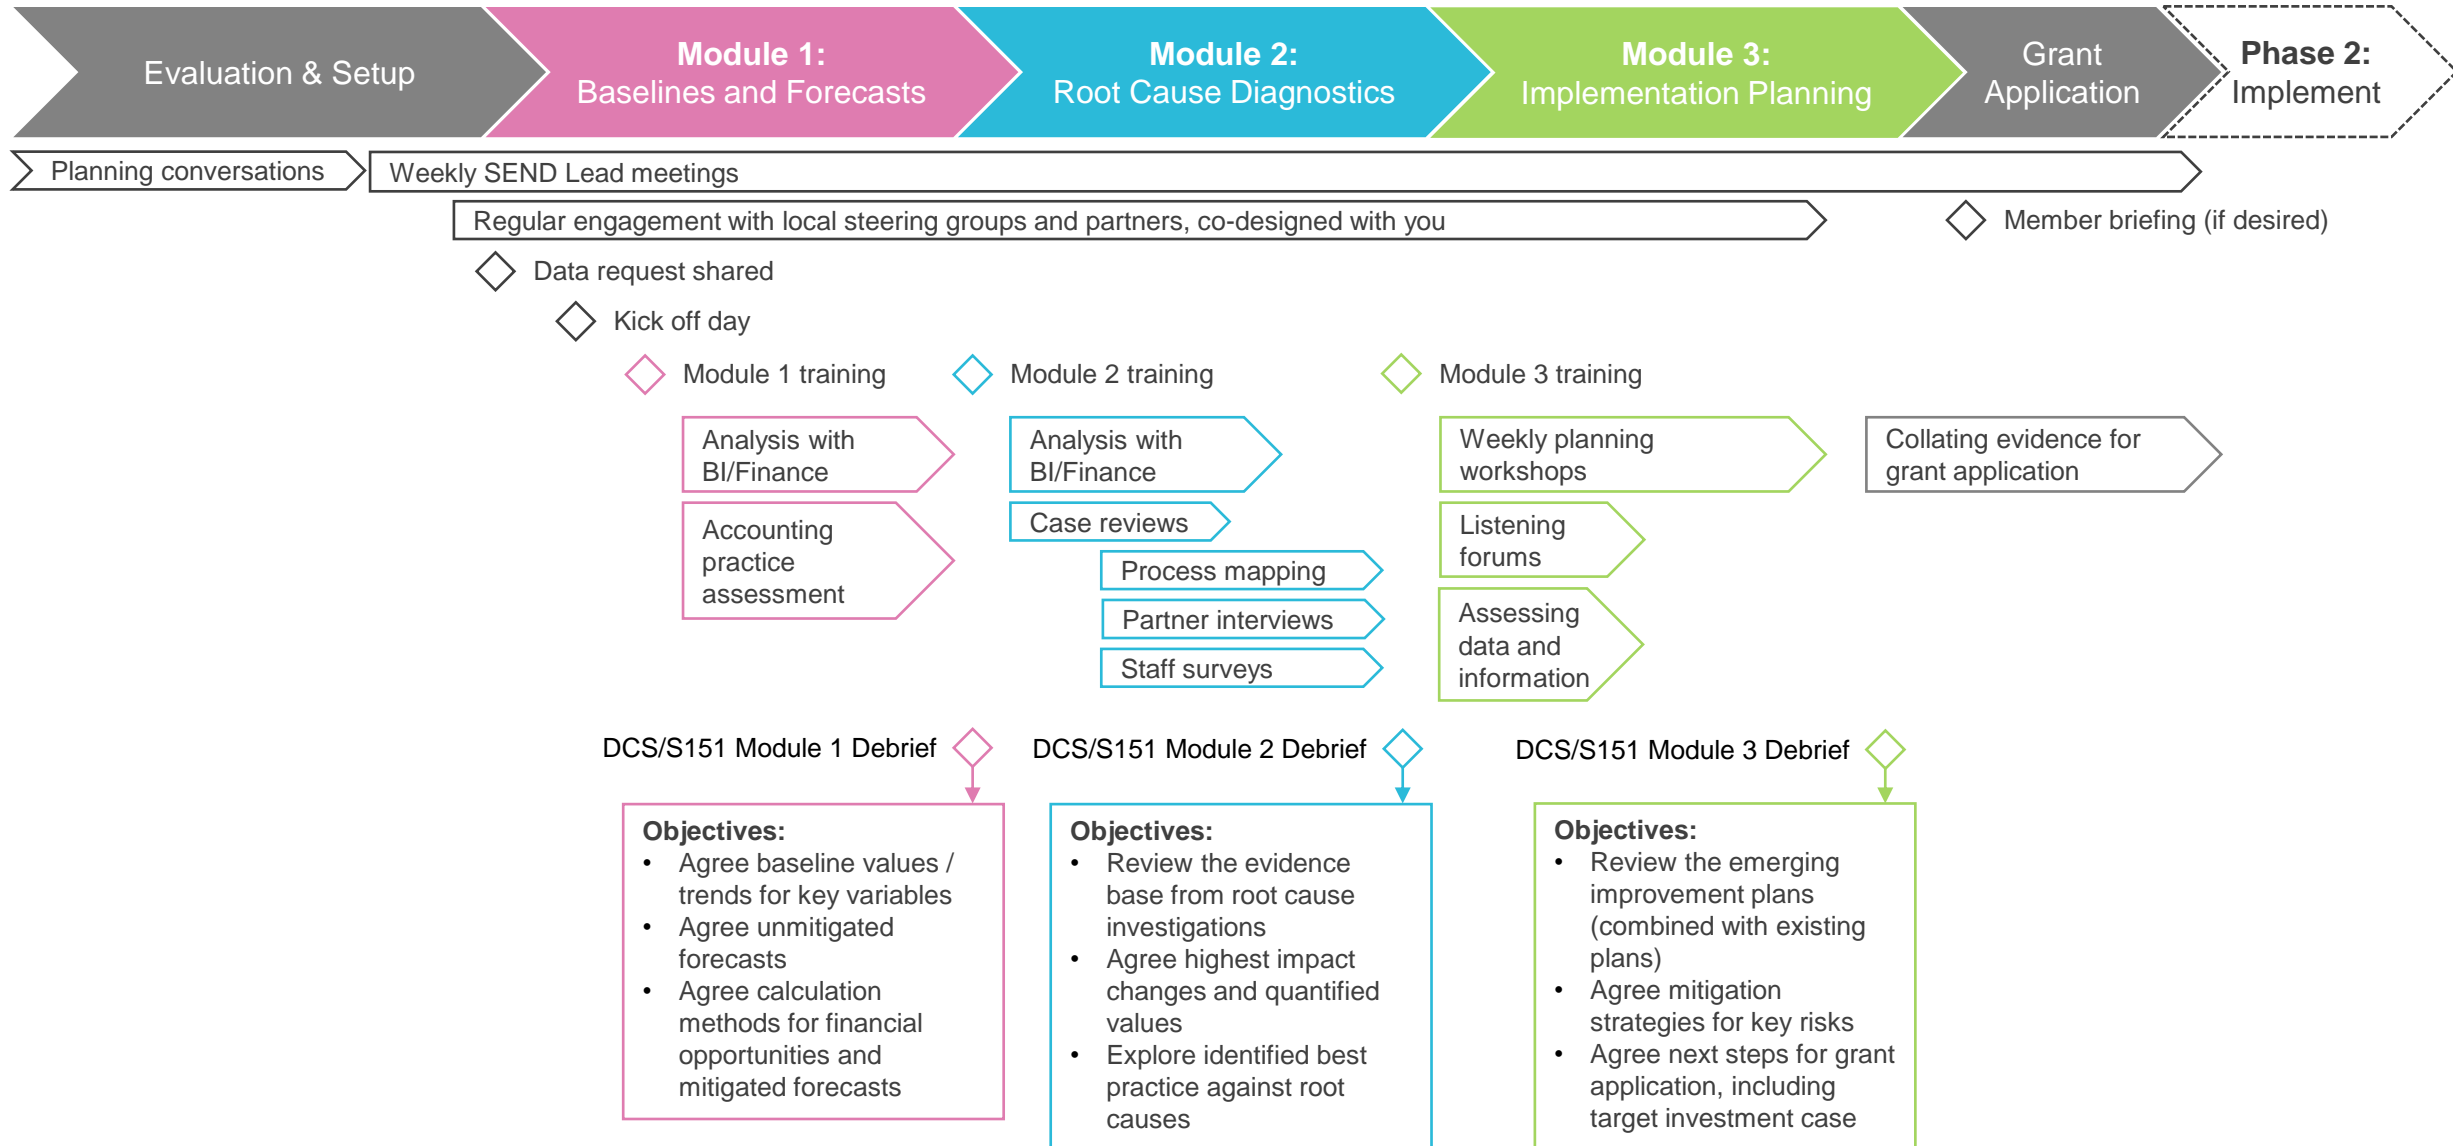 Evaluation & Setup
Module 1:
Baselines and Forecasts
Module 2:
Root Cause Diagnostics
Module 3:
Implementation Planning
Grant
Application
Phase 2:
Implement
Planning conversations
Weekly SEND Lead meetings
Regular engagement with local steering groups and partners, co-designed with you
Member briefing (if desired)
Data request shared
Kick off day
Module 1 training
Module 2 training
Module 3 training
Analysis with
BI/Finance
Accounting
practice
assessment
Analysis with
BI/Finance
Case reviews
Process mapping
Partner interviews
Staff surveys
Weekly planning
workshops
Listening
forums
Assessing
data and
information
Collating evidence for
grant application
DCS/S151 Module 1 Debrief
DCS/S151 Module 2 Debrief
DCS/S151 Module 3 Debrief
Objectives:
• Agree baseline values /
trends for key variables
• Agree unmitigated
forecasts
• Agree calculation
methods for financial
opportunities and
mitigated forecasts
Objectives:
• Review the evidence
base from root cause
investigations
• Agree highest impact
changes and quantified
values
• Explore identified best
practice against root
causes
Objectives:
• Review the emerging
improvement plans
(combined with existing
plans)
• Agree mitigation
strategies for key risks
• Agree next steps for grant
application, including
target investment case